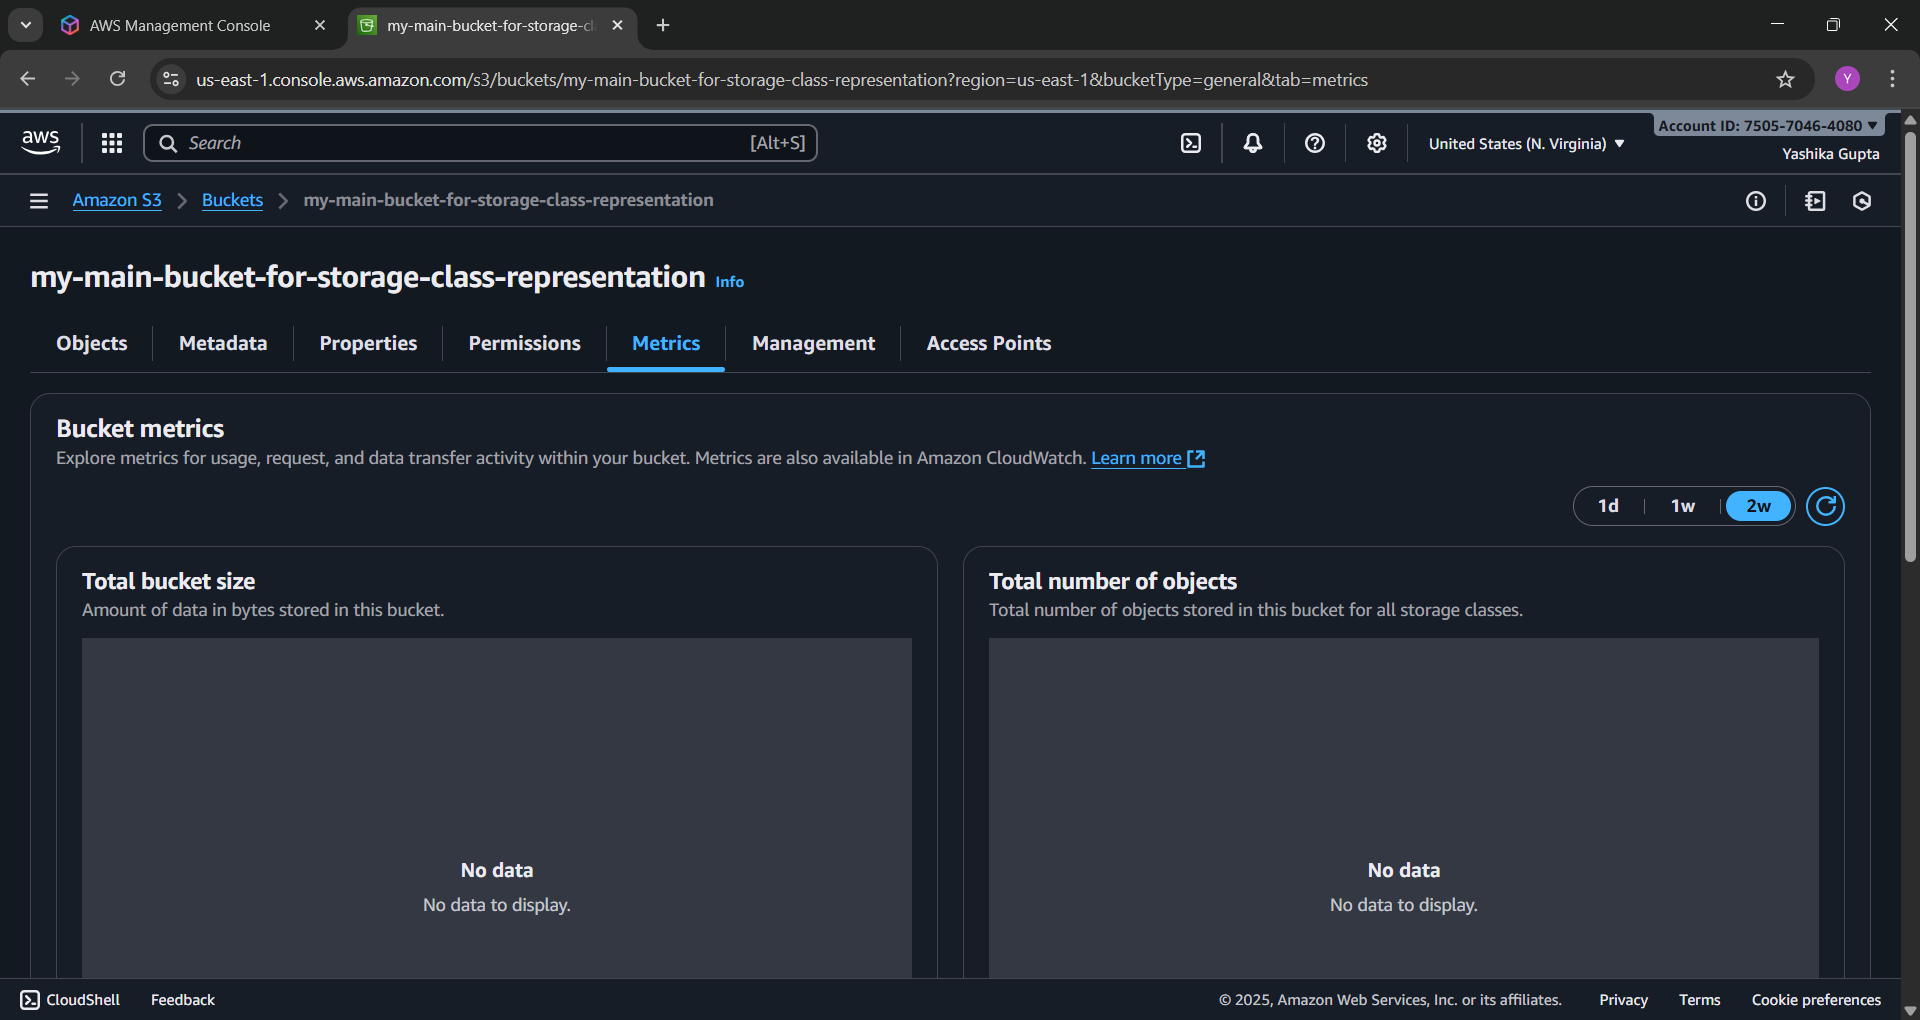 AWS Management Console
my-main-bucket-for-storage-cl
us-east-1.console.aws.amazon.com/s3/buckets/my-main-bucket-for-storage-class-representation?region=us-east-1&bucketType=general&tab=metrics
Y
aws
Search
[Alt+S]
United States (N. Virginia)
Account ID: 7505-7046-4080
Yashika Gupta
Amazon S3
Buckets
my-main-bucket-for-storage-class-representation
my-main-bucket-for-storage-class-representation Info
Objects
Metadata
Properties
Permissions
Metrics
Management
Access Points
Bucket metrics
Explore metrics for usage, request, and data transfer activity within your bucket. Metrics are also available in Amazon CloudWatch. Learn more
1d
1w
2w
Total bucket size
Amount of data in bytes stored in this bucket.
No data
No data to display.
Total number of objects
Total number of objects stored in this bucket for all storage classes.
No data
No data to display.
CloudShell
Feedback
© 2025, Amazon Web Services, Inc. or its affiliates.
Privacy
Terms
Cookie preferences